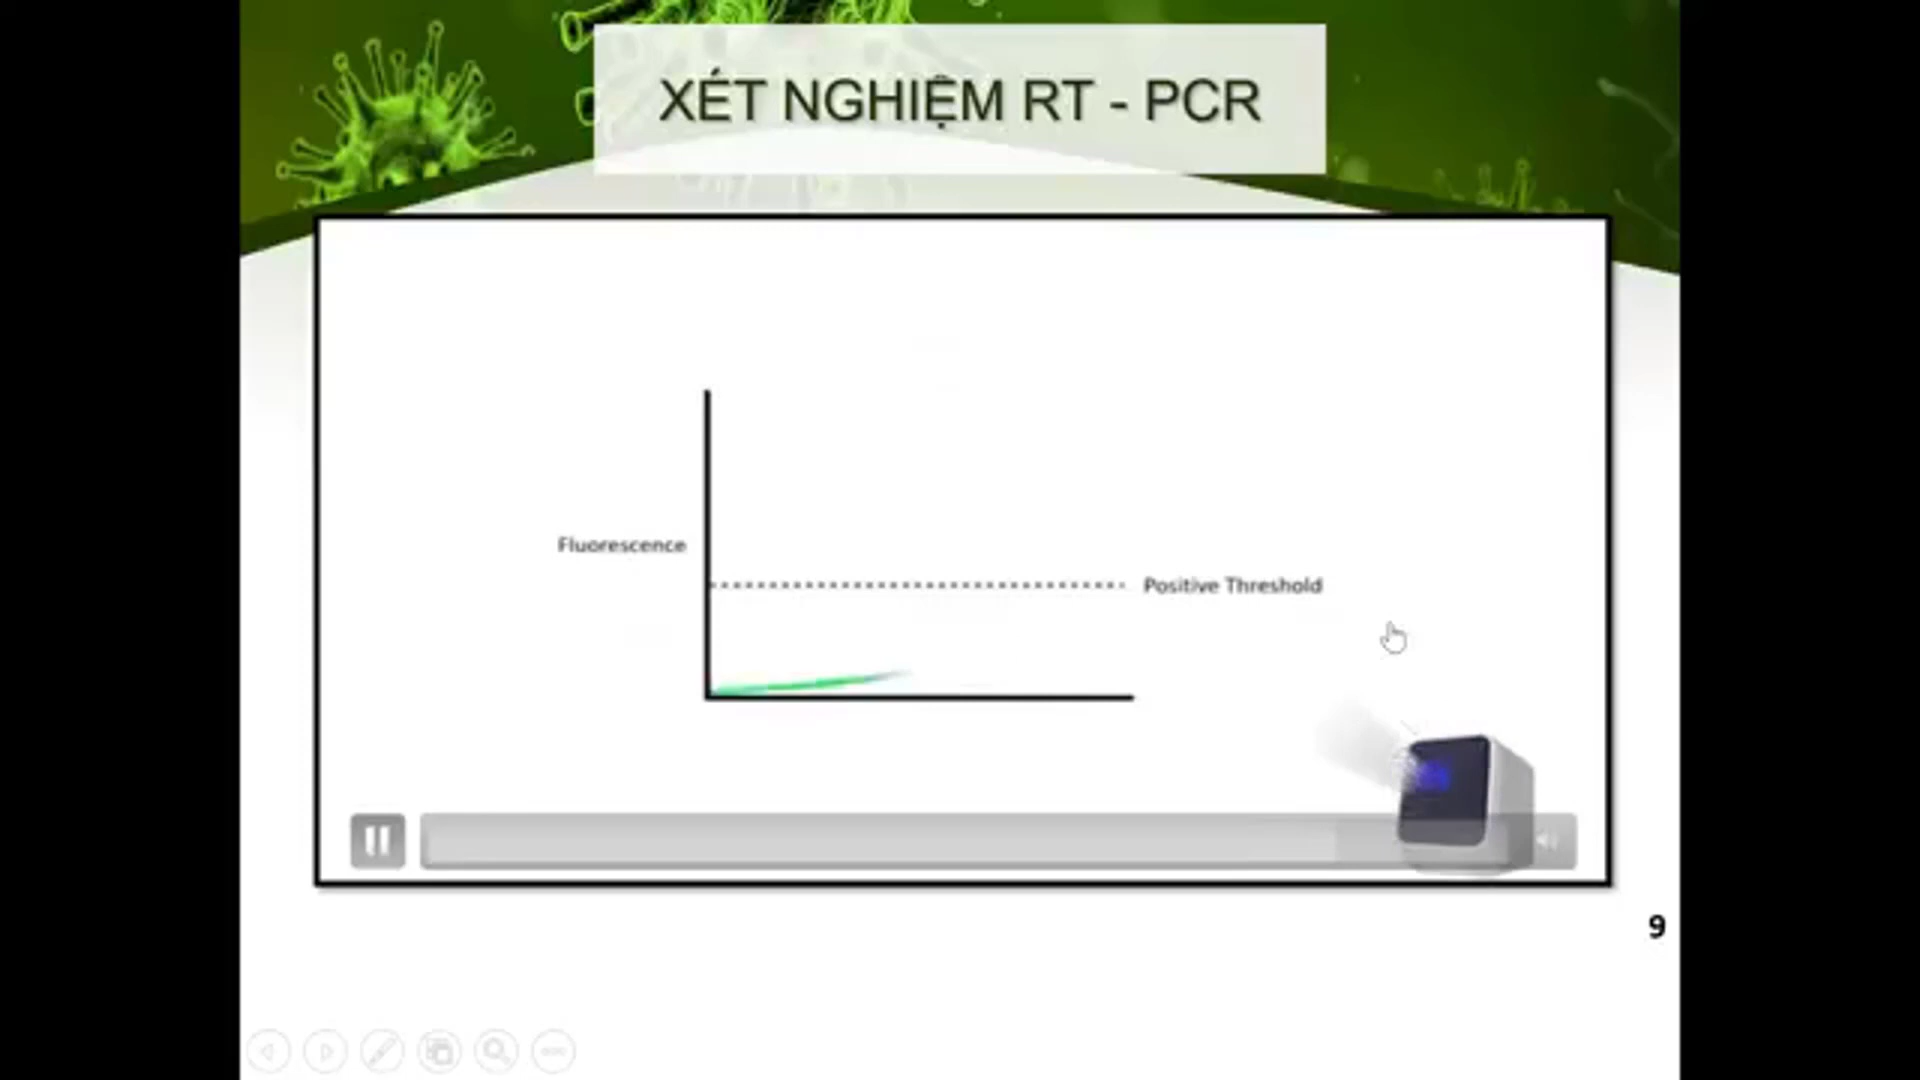 XÉT NGHIỆM RT - PCR
Fluorescence
Positive Threshold
9